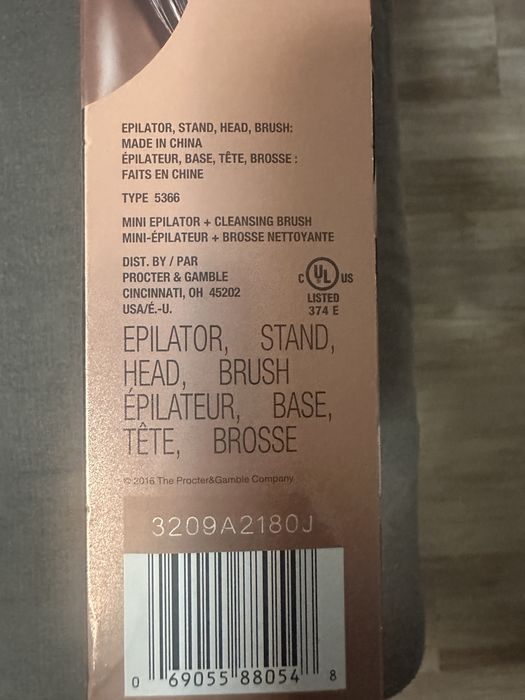 EPILATOR, STAND, HEAD, BRUSH:
MADE IN CHINA
ÉPILATEUR, BASE, TÊTE, BROSSE :
FAITS EN CHINE
TYPE 5366
MINI EPILATOR + CLEANSING BRUSH
MINI-ÉPILATEUR + BROSSE NETTOYANTE
DIST. BY / PAR
PROCTER & GAMBLE
CINCINNATI, OH 45202
USA/É.-U.
C UL US
LISTED
374 E
EPILATOR, STAND,
HEAD, BRUSH
ÉPILATEUR, BASE,
TÊTE, BROSSE
© 2016 The Procter&Gamble Company
3209A2180J
0 69055 88054 8